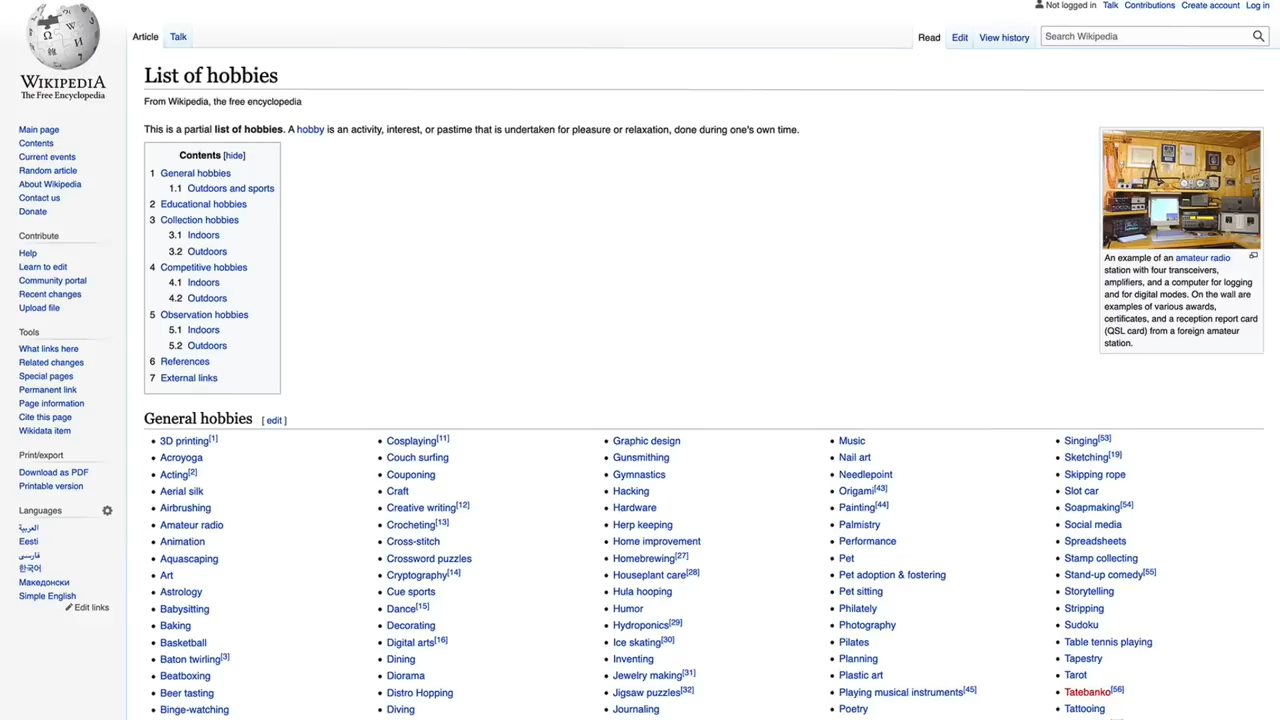 Not logged in Talk Contributions Create account Log in
Article Talk Read Edit View history Search Wikipedia
WIKIPEDIA
The Free Encyclopedia
Main page
Contents
Current events
Random article
About Wikipedia
Contact us
Donate
Contribute
Help
Learn to edit
Community portal
Recent changes
Upload file
Tools
What links here
Related changes
Special pages
Permanent link
Page information
Cite this page
Wikidata item
Print/export
Download as PDF
Printable version
Languages
العربية
Eesti
فارسی
한국어
Македонски
Simple English
Edit links
List of hobbies
From Wikipedia, the free encyclopedia
This is a partial list of hobbies. A hobby is an activity, interest, or pastime that is undertaken for pleasure or relaxation, done during one's own time.
Contents [hide]
1 General hobbies
1.1 Outdoors and sports
2 Educational hobbies
3 Collection hobbies
3.1 Indoors
3.2 Outdoors
4 Competitive hobbies
4.1 Indoors
4.2 Outdoors
5 Observation hobbies
5.1 Indoors
5.2 Outdoors
6 References
7 External links
An example of an amateur radio
station with four transceivers,
amplifiers, and a computer for logging
and for digital modes. On the wall are
examples of various awards,
certificates, and a reception report card
(QSL card) from a foreign amateur
station.
General hobbies [ edit ]
3D printing[1]
Acroyoga
Acting[2]
Aerial silk
Airbrushing
Amateur radio
Animation
Aquascaping
Art
Astrology
Babysitting
Baking
Basketball
Baton twirling[3]
Beatboxing
Beer tasting
Binge-watching
Cosplaying[11]
Couch surfing
Couponing
Craft
Creative writing[12]
Crocheting[13]
Cross-stitch
Crossword puzzles
Cryptography[14]
Cue sports
Dance[15]
Decorating
Digital arts[16]
Dining
Diorama
Distro Hopping
Diving
Graphic design
Gunsmithing
Gymnastics
Hacking
Hardware
Herp keeping
Home improvement
Homebrewing[27]
Houseplant care[28]
Hula hooping
Humor
Hydroponics[29]
Ice skating[30]
Inventing
Jewelry making[31]
Jigsaw puzzles[32]
Journaling
Music
Nail art
Needlepoint
Origami[43]
Painting[44]
Palmistry
Performance
Pet
Pet adoption & fostering
Pet sitting
Philately
Photography
Pilates
Planning
Plastic art
Playing musical instruments[45]
Poetry
Singing[53]
Sketching[19]
Skipping rope
Slot car
Soapmaking[54]
Social media
Spreadsheets
Stamp collecting
Stand-up comedy[55]
Storytelling
Stripping
Sudoku
Table tennis playing
Tapestry
Tarot
Tatebanko[56]
Tattooing